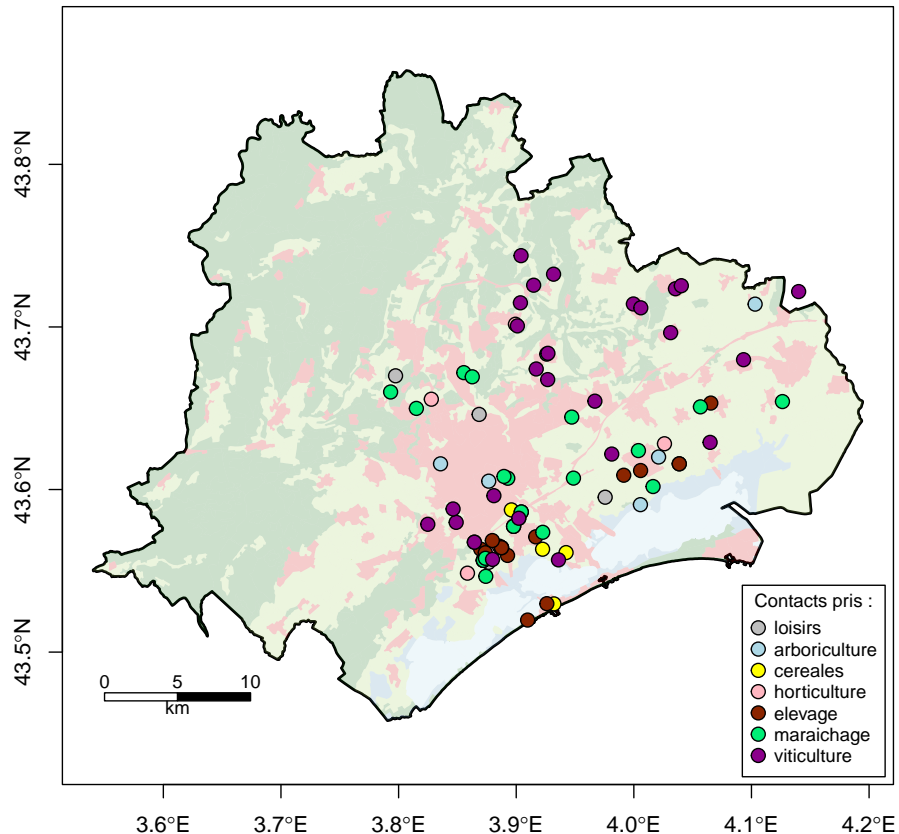 43.8°N
43.7°N
43.6°N
43.5°N
0 5 10
km
Contacts pris :
loisirs
arboriculture
cereales
horticulture
elevage
maraichage
viticulture
3.6°E 3.7°E 3.8°E 3.9°E 4.0°E 4.1°E 4.2°E